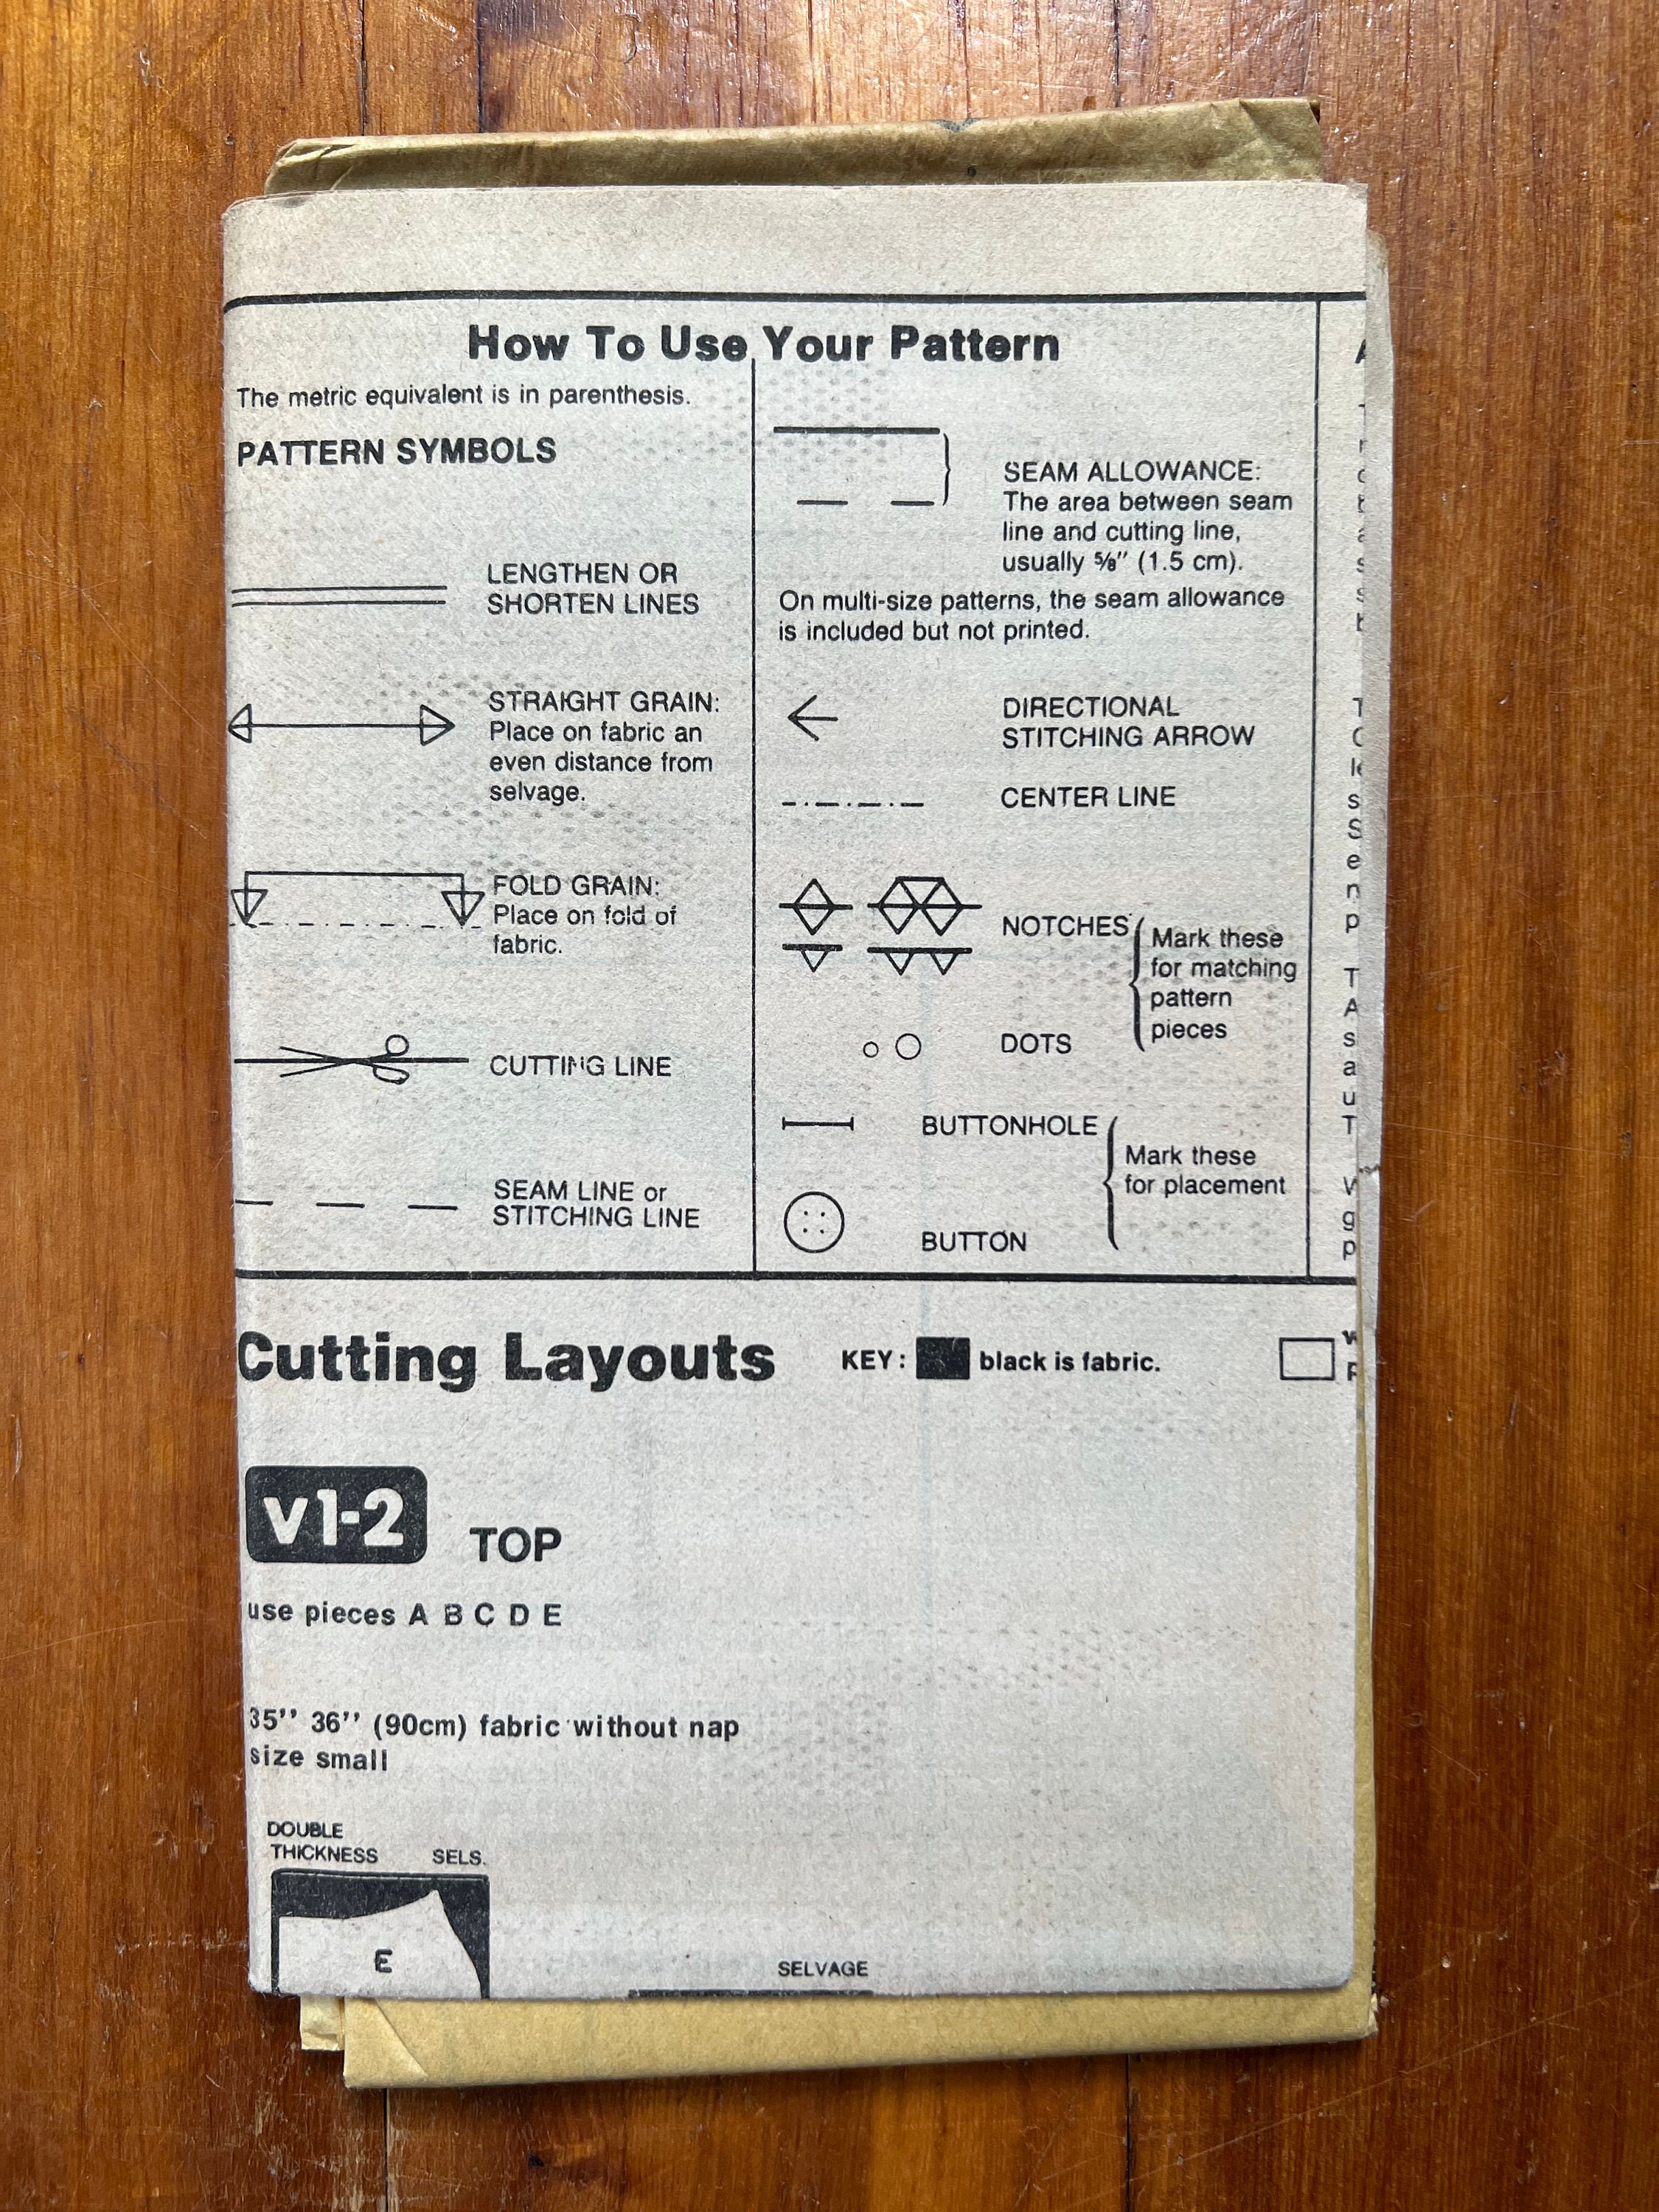 How To Use Your Pattern
The metric equivalent is in parenthesis.
PATTERN SYMBOLS
LENGTHEN OR
SHORTEN LINES
STRAIGHT GRAIN:
Place on fabric an
even distance from
selvage.
FOLD GRAIN:
Place on fold of
fabric.
CUTTING LINE
SEAM LINE or
STITCHING LINE
SEAM ALLOWANCE:
The area between seam
line and cutting line,
usually ⅝" (1.5 cm).
On multi-size patterns, the seam allowance
is included but not printed.
DIRECTIONAL
STITCHING ARROW
CENTER LINE
NOTCHES
DOTS
Mark these
for matching
pattern
pieces
BUTTONHOLE
BUTTON
Mark these
for placement
Cutting Layouts
KEY: black is fabric.
v1-2 TOP
use pieces A B C D E
35'' 36'' (90cm) fabric without nap
size small
DOUBLE
THICKNESS SELS.
E
SELVAGE